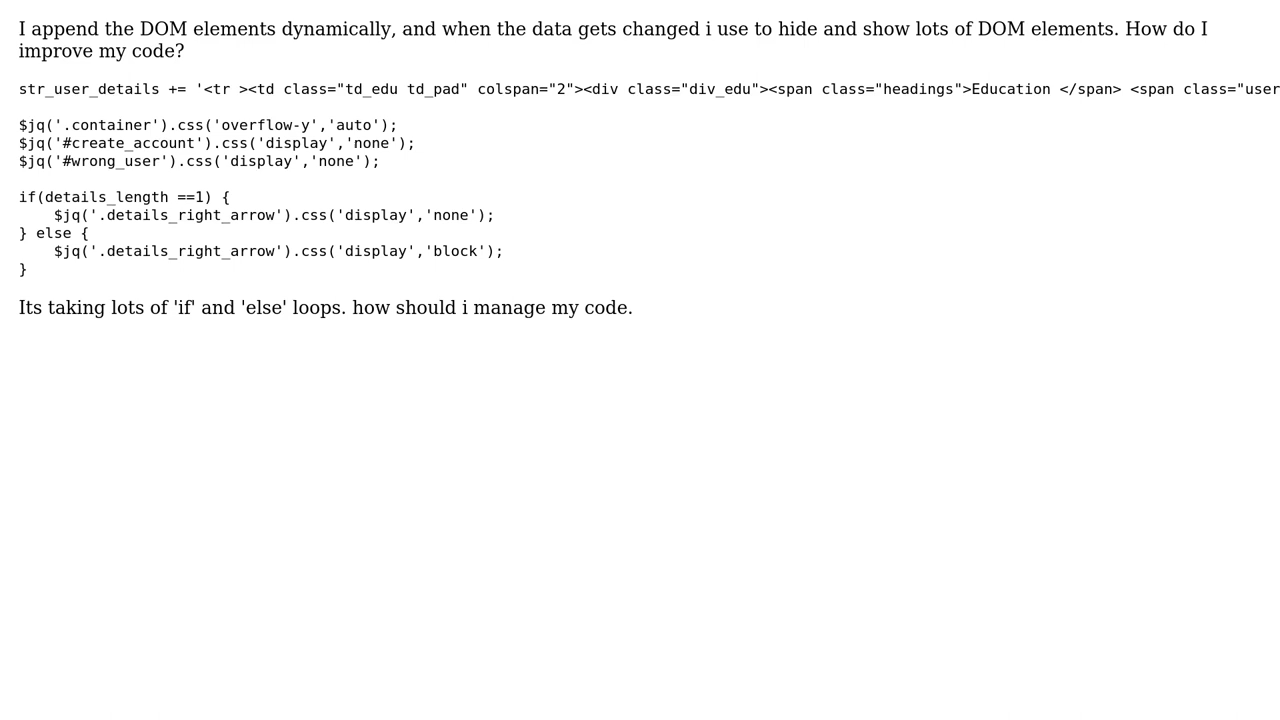 I append the DOM elements dynamically, and when the data gets changed i use to hide and show lots of DOM elements. How do I
improve my code?
str_user_details += '<tr ><td class="td_edu td_pad" colspan="2"><div class="div_edu"><span class="headings">Education </span> <span class="user
$jq('.container').css('overflow-y','auto');
$jq('#create_account').css('display','none');
$jq('#wrong_user').css('display','none');
if(details_length ==1) {
    $jq('.details_right_arrow').css('display','none');
} else {
    $jq('.details_right_arrow').css('display','block');
}
Its taking lots of 'if' and 'else' loops. how should i manage my code.